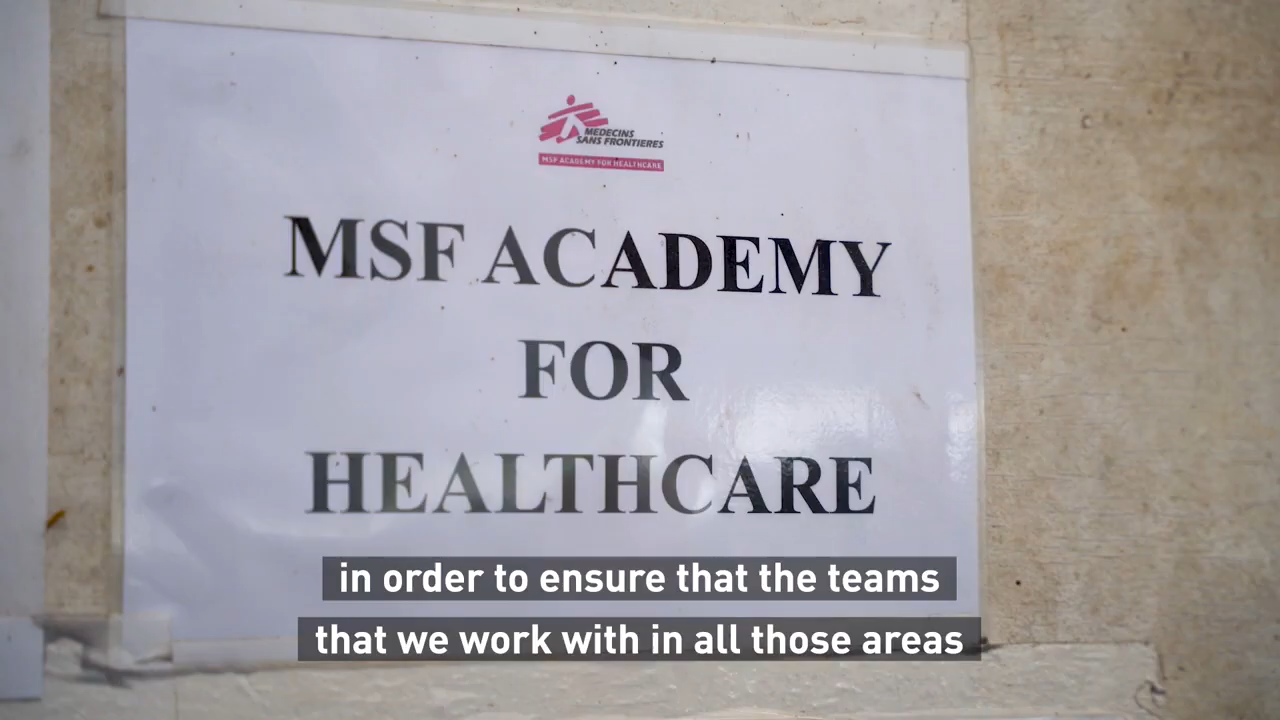 MEDECINS
SANS FRONTIERES
MSF ACADEMY FOR HEALTHCARE
MSF ACADEMY
FOR
HEALTHCARE
in order to ensure that the teams
that we work with in all those areas